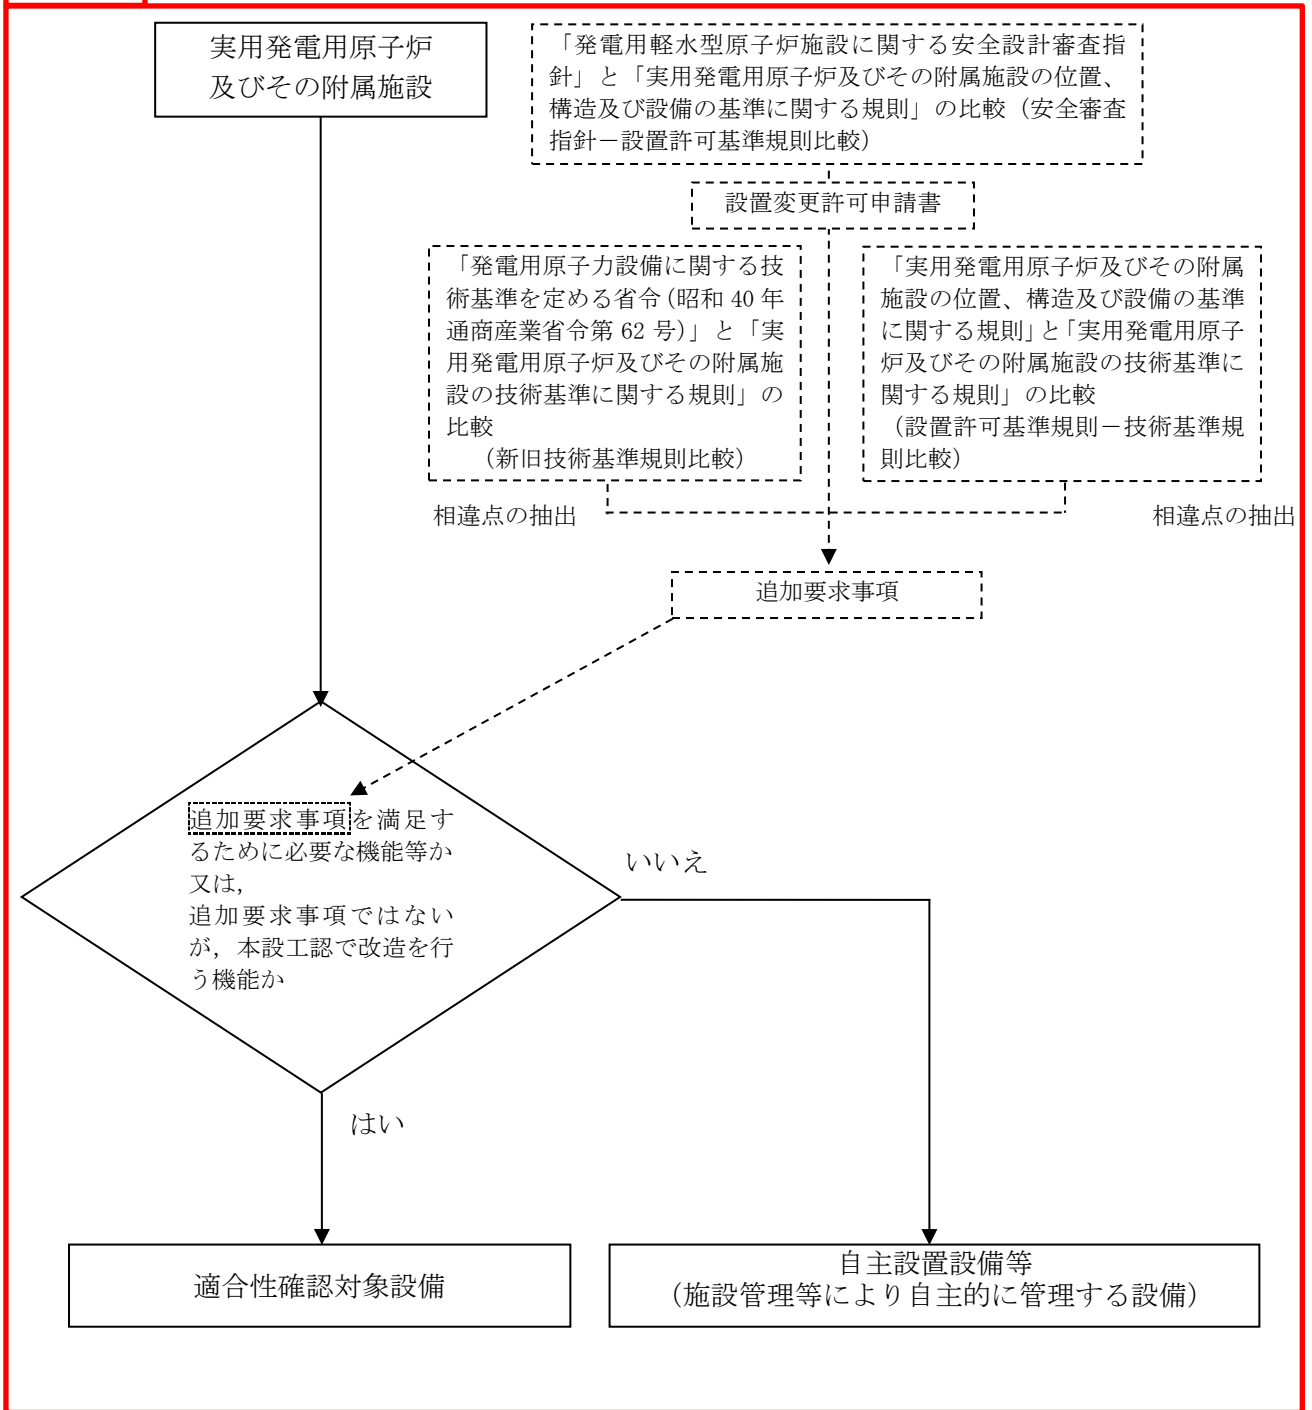 実用発電用原子炉
及びその附属施設
「発電用軽水型原子炉施設に関する安全設計審査指
針」と「実用発電用原子炉及びその附属施設の位置、
構造及び設備の基準に関する規則」の比較（安全審査
指針－設置許可基準規則比較）
設置変更許可申請書
「発電用原子力設備に関する技
術基準を定める省令(昭和 40 年
通商産業省令第 62 号)」と「実
用発電用原子炉及びその附属施
設の技術基準に関する規則」の
比較
（新旧技術基準規則比較）
「実用発電用原子炉及びその附属
施設の位置、構造及び設備の基準
に関する規則」と「実用発電用原子
炉及びその附属施設の技術基準に
関する規則」の比較
（設置許可基準規則－技術基準規
則比較）
相違点の抽出
相違点の抽出
追加要求事項
追加要求事項を満足す
るために必要な機能等か
又は，
追加要求事項ではない
が，本設工認で改造を行
う機能か
いいえ
はい
適合性確認対象設備
自主設置設備等
（施設管理等により自主的に管理する設備）